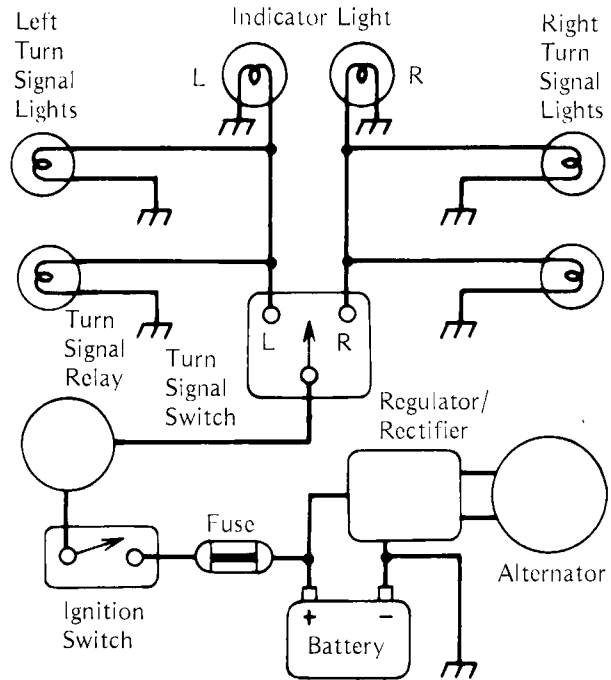 Left
Turn
Signal
Lights
Indicator Light
L
R
Right
Turn
Signal
Lights
L
R
Turn
Signal
Relay
Turn
Signal
Switch
Regulator/
Rectifier
Fuse
Alternator
Ignition
Switch
+
−
Battery